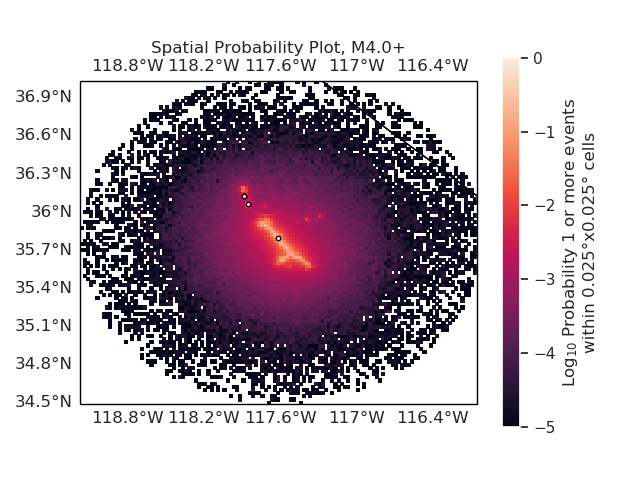 Spatial Probability Plot, M4.0+
118.8°W 118.2°W 117.6°W 117°W 116.4°W
36.9°N
36.6°N
36.3°N
36°N
35.7°N
35.4°N
35.1°N
34.8°N
34.5°N
118.8°W 118.2°W 117.6°W 117°W 116.4°W
0
−1
−2
−3
−4
−5
Log₁₀ Probability 1 or more events
within 0.025°x0.025° cells